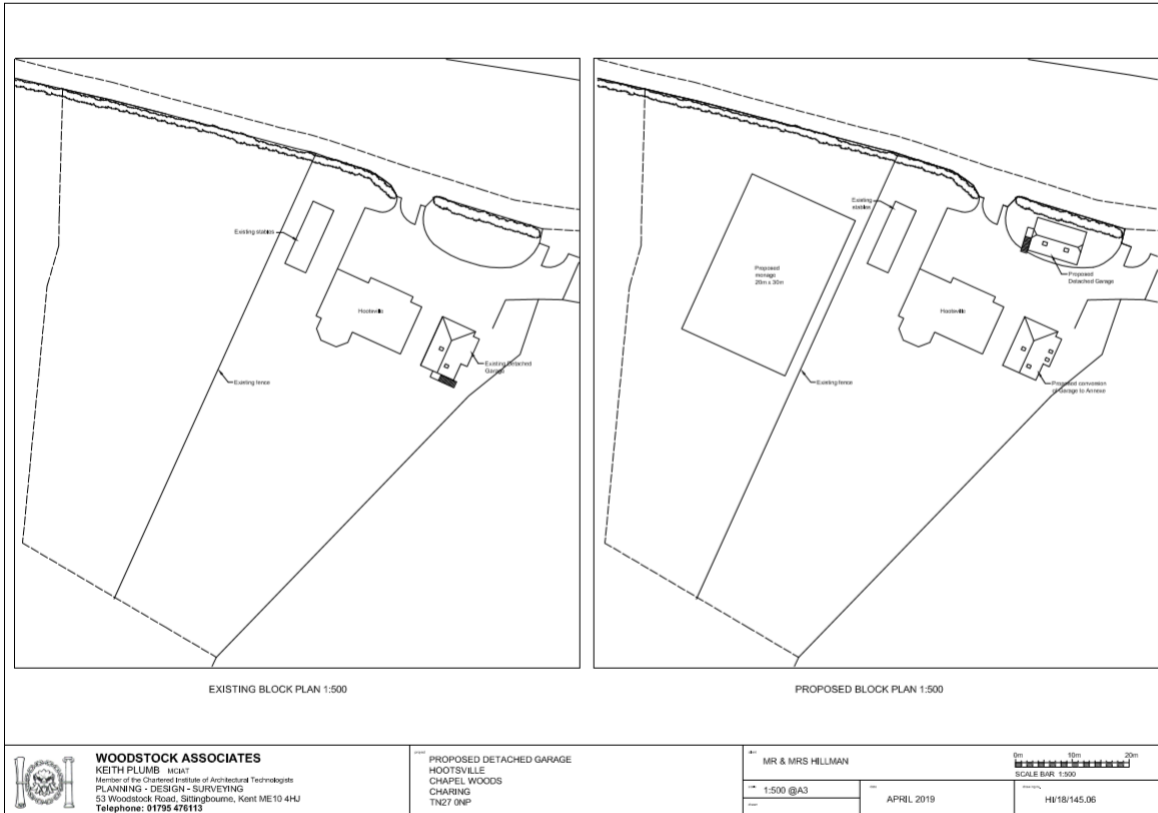 Existing stables
Hootsville
Existing Detached
Garage
Existing fence
EXISTING BLOCK PLAN 1:500
Existing
stables
Proposed
menage
20m x 30m
Proposed
Detached Garage
Hootsville
Existing fence
Proposed conversion
of Garage to Annexe
PROPOSED BLOCK PLAN 1:500
WOODSTOCK ASSOCIATES
KEITH PLUMB MCIAT
Member of the Chartered Institute of Architectural Technologists
PLANNING - DESIGN - SURVEYING
53 Woodstock Road, Sittingbourne, Kent ME10 4HJ
Telephone: 01795 476113
PROPOSED DETACHED GARAGE
HOOTSVILLE
CHAPEL WOODS
CHARING
TN27 0NP
MR & MRS HILLMAN
0m 10m 20m
SCALE BAR 1:500
1:500 @A3
APRIL 2019
HI/18/145.06